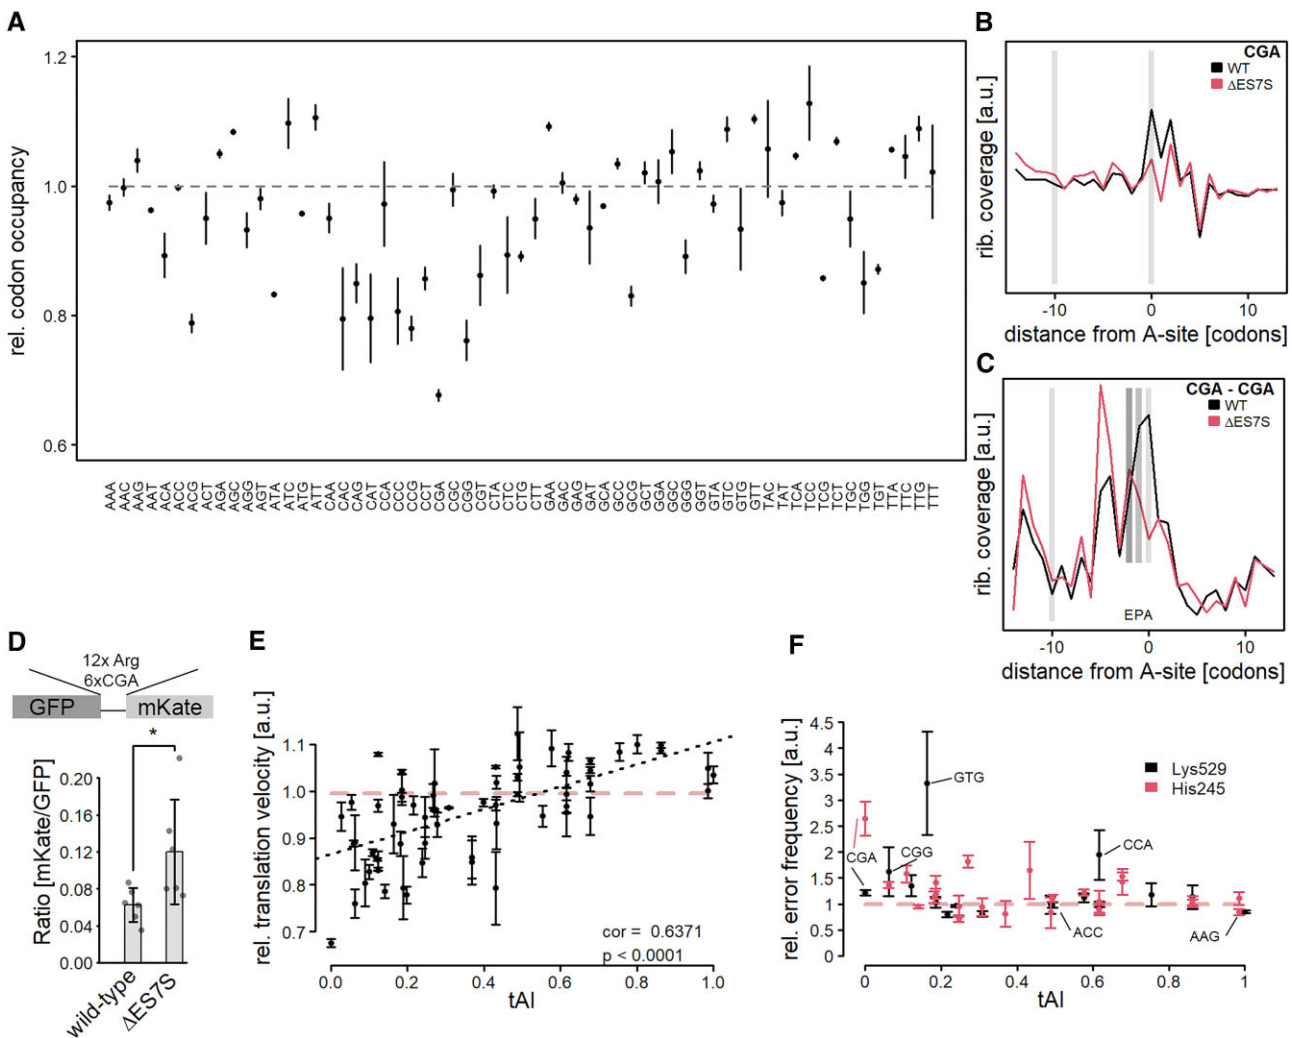 A
rel. codon occupancy
1.2
1.0
0.8
0.6
AAA AAC AAG AAT ACA ACC ACG ACT AGA AGC AGG AGT ATA ATC ATG ATT CAA CAC CAG CAT CCA CCC CCG CCT CGA CGC CGG CGT CTA CTC CTG CTT GAA GAC GAG GAT GCA GCC GCG GCT GGA GGG GGT GTA GTC GTG GTT TAC TAT TCA TCC TCG TCT TGC TGG TGT TTA TTC TTG TTT
B
CGA
WT
ΔES7S
rib. coverage [a.u.]
-10 0 10
distance from A-site [codons]
C
CGA - CGA
WT
ΔES7S
rib. coverage [a.u.]
EPA
-10 0 10
distance from A-site [codons]
D
12x Arg
6xCGA
GFP mKate
*
Ratio [mKate/GFP]
0.20
0.16
0.12
0.08
0.04
0.00
wild-type
ΔES7S
E
rel. translation velocity [a.u.]
1.1
1.0
0.9
0.8
0.7
cor = 0.6371
p < 0.0001
0.0 0.2 0.4 0.6 0.8 1.0
tAI
F
rel. error frequency [a.u.]
4.5
4
3.5
3
2.5
2
1.5
1
0.5
0
Lys529
His245
GTG
CGA
CGG
CCA
ACC
AAG
0 0.2 0.4 0.6 0.8 1
tAI